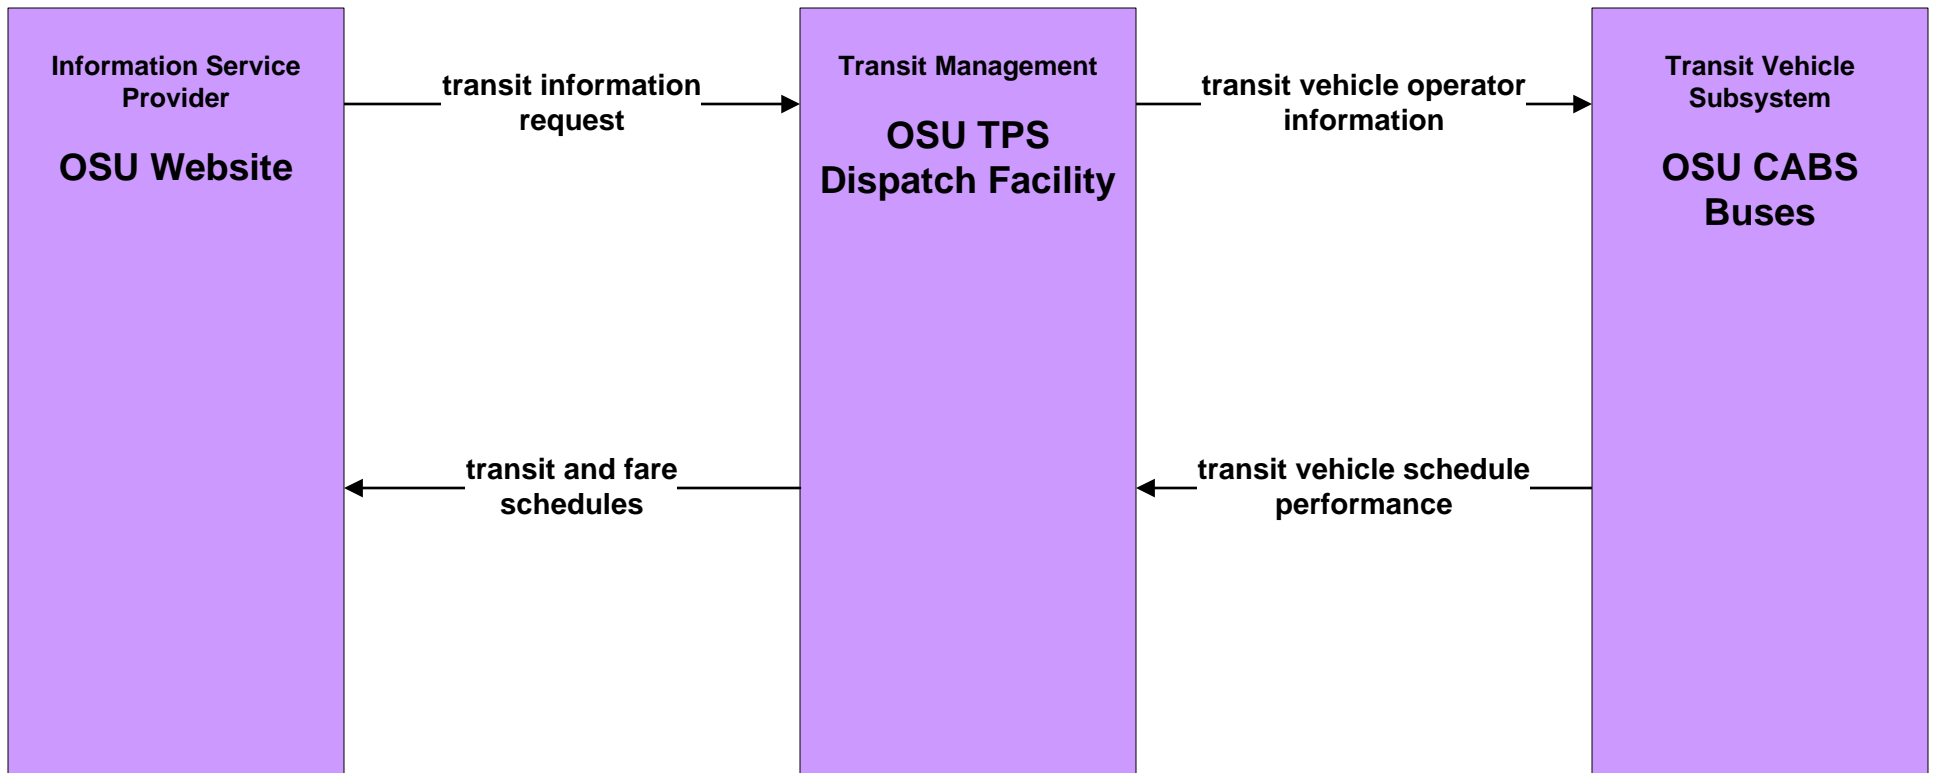 Information Service
Provider
OSU Website
transit information
request
Transit Management
OSU TPS
Dispatch Facility
transit vehicle operator
information
Transit Vehicle
Subsystem
OSU CABS
Buses
transit and fare
schedules
transit vehicle schedule
performance